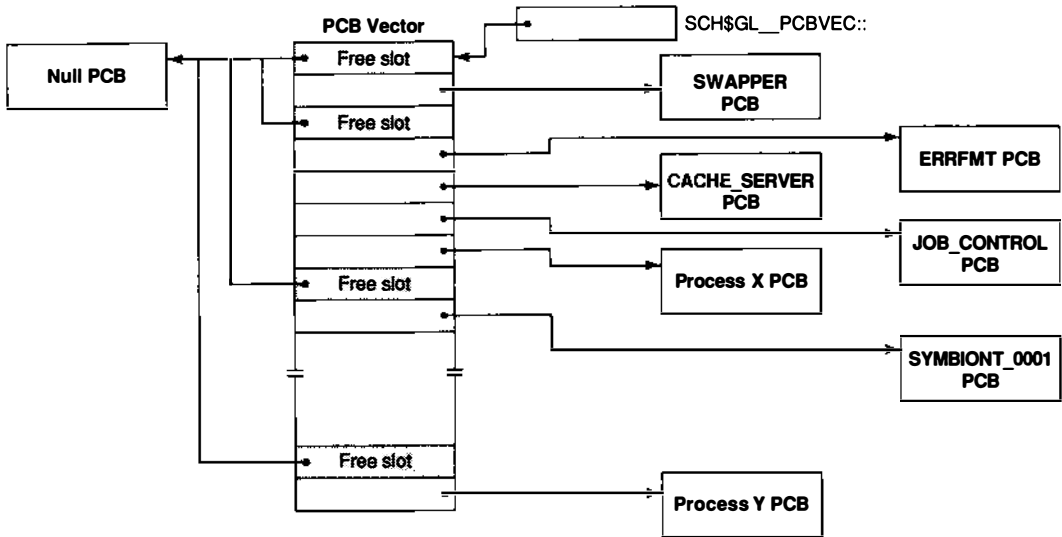 PCB Vector
SCH$GL__PCBVEC::
Null PCB
Free slot
SWAPPER
PCB
Free slot
ERRFMT PCB
CACHE_SERVER
PCB
JOB_CONTROL
PCB
Process X PCB
Free slot
SYMBIONT_0001
PCB
Free slot
Process Y PCB